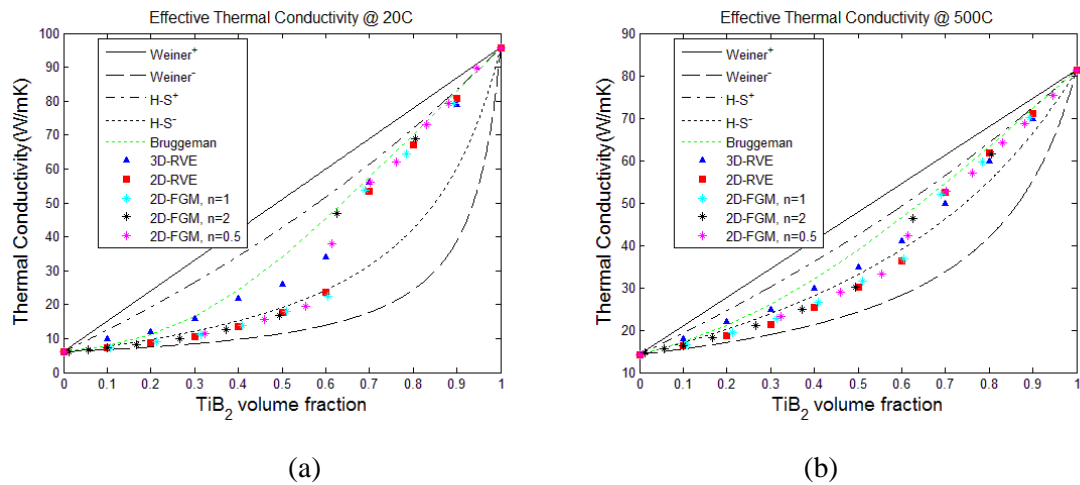 Effective Thermal Conductivity @ 20C
Thermal Conductivity(W/mK)
100
90
80
70
60
50
40
30
20
10
0
Weiner+
Weiner-
H-S+
H-S-
Bruggeman
3D-RVE
2D-RVE
2D-FGM, n=1
2D-FGM, n=2
2D-FGM, n=0.5
0 0.1 0.2 0.3 0.4 0.5 0.6 0.7 0.8 0.9 1
TiB2 volume fraction
(a)
Effective Thermal Conductivity @ 500C
Thermal Conductivity(W/mK)
90
80
70
60
50
40
30
20
10
Weiner+
Weiner-
H-S+
H-S-
Bruggeman
3D-RVE
2D-RVE
2D-FGM, n=1
2D-FGM, n=2
2D-FGM, n=0.5
0 0.1 0.2 0.3 0.4 0.5 0.6 0.7 0.8 0.9 1
TiB2 volume fraction
(b)